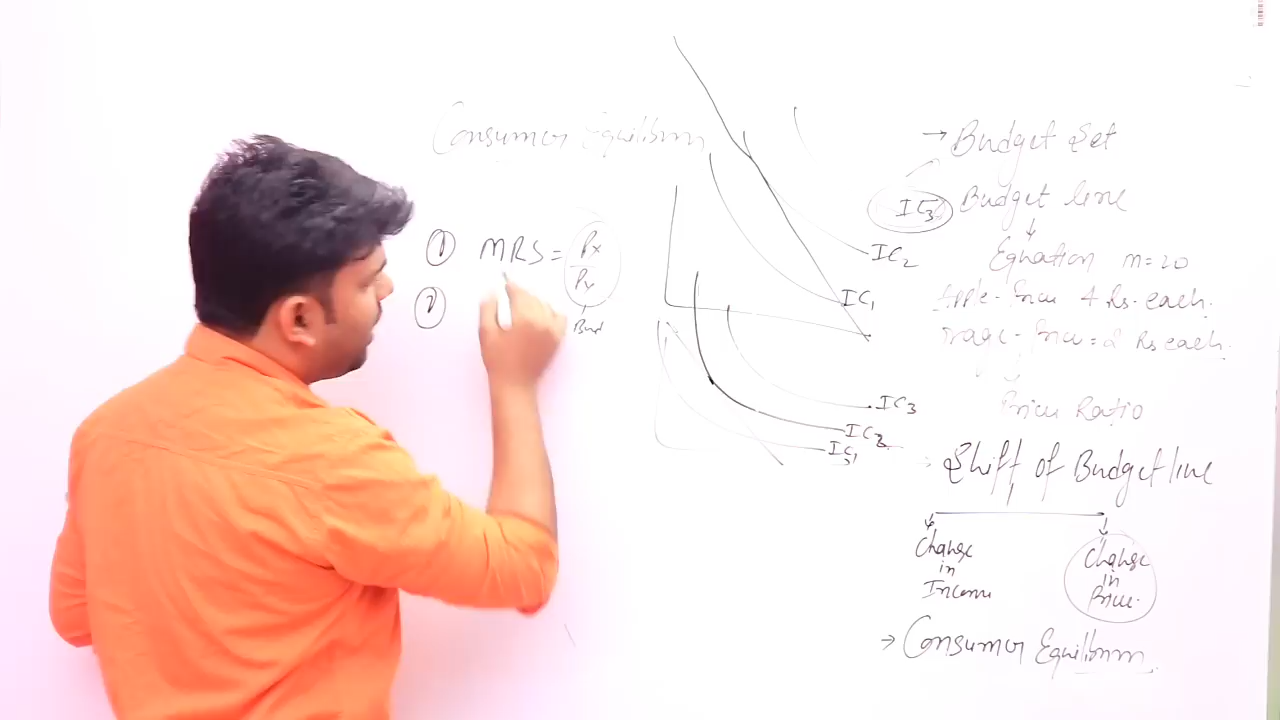 Consumer Equilibrium
① MRS = Px
Py
②
IC2
IC1
IC3
IC2
IC1
→ Budget Set
IC3 Budget line
↓
Equation m=20
Apple - Price 4 Rs. each.
range - Price = 2 Rs each.
Price Ratio
→ Shift of Budget line
Change in Income
Change in Price.
→ Consumer Equilibrium.